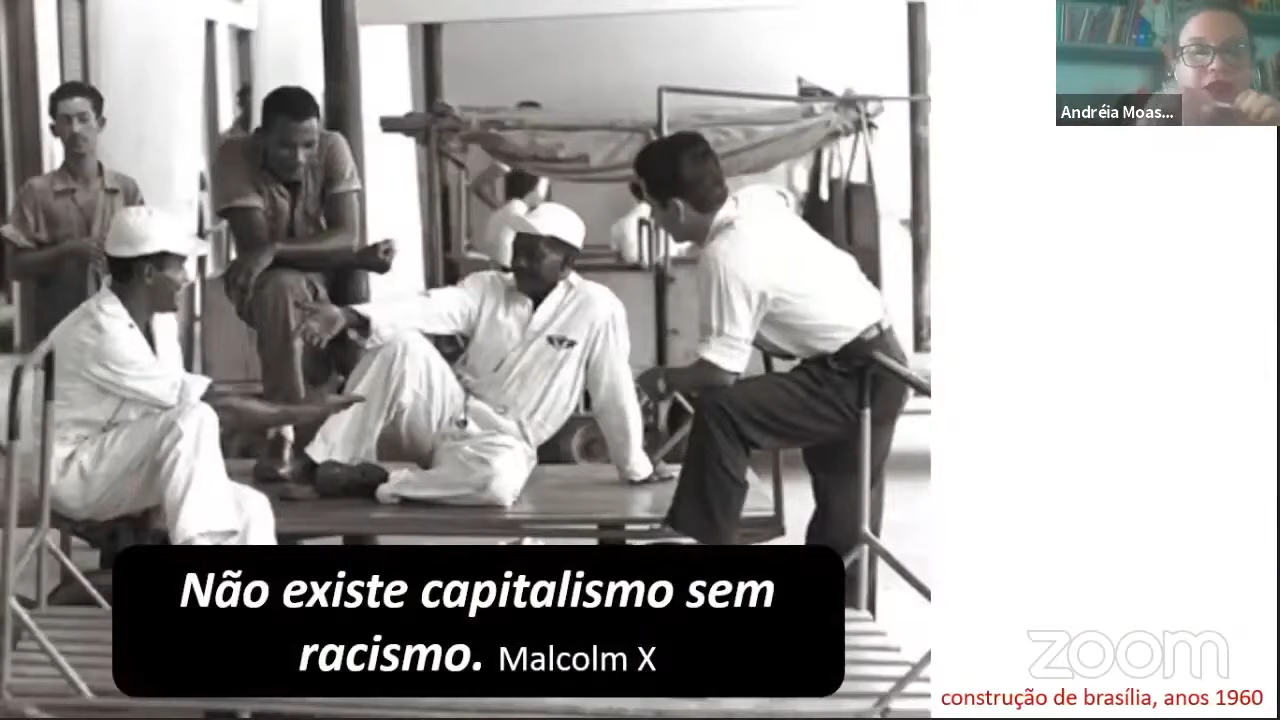 Andréia Moas...
Não existe capitalismo sem
racismo. Malcolm X
zoom
construção de brasília, anos 1960